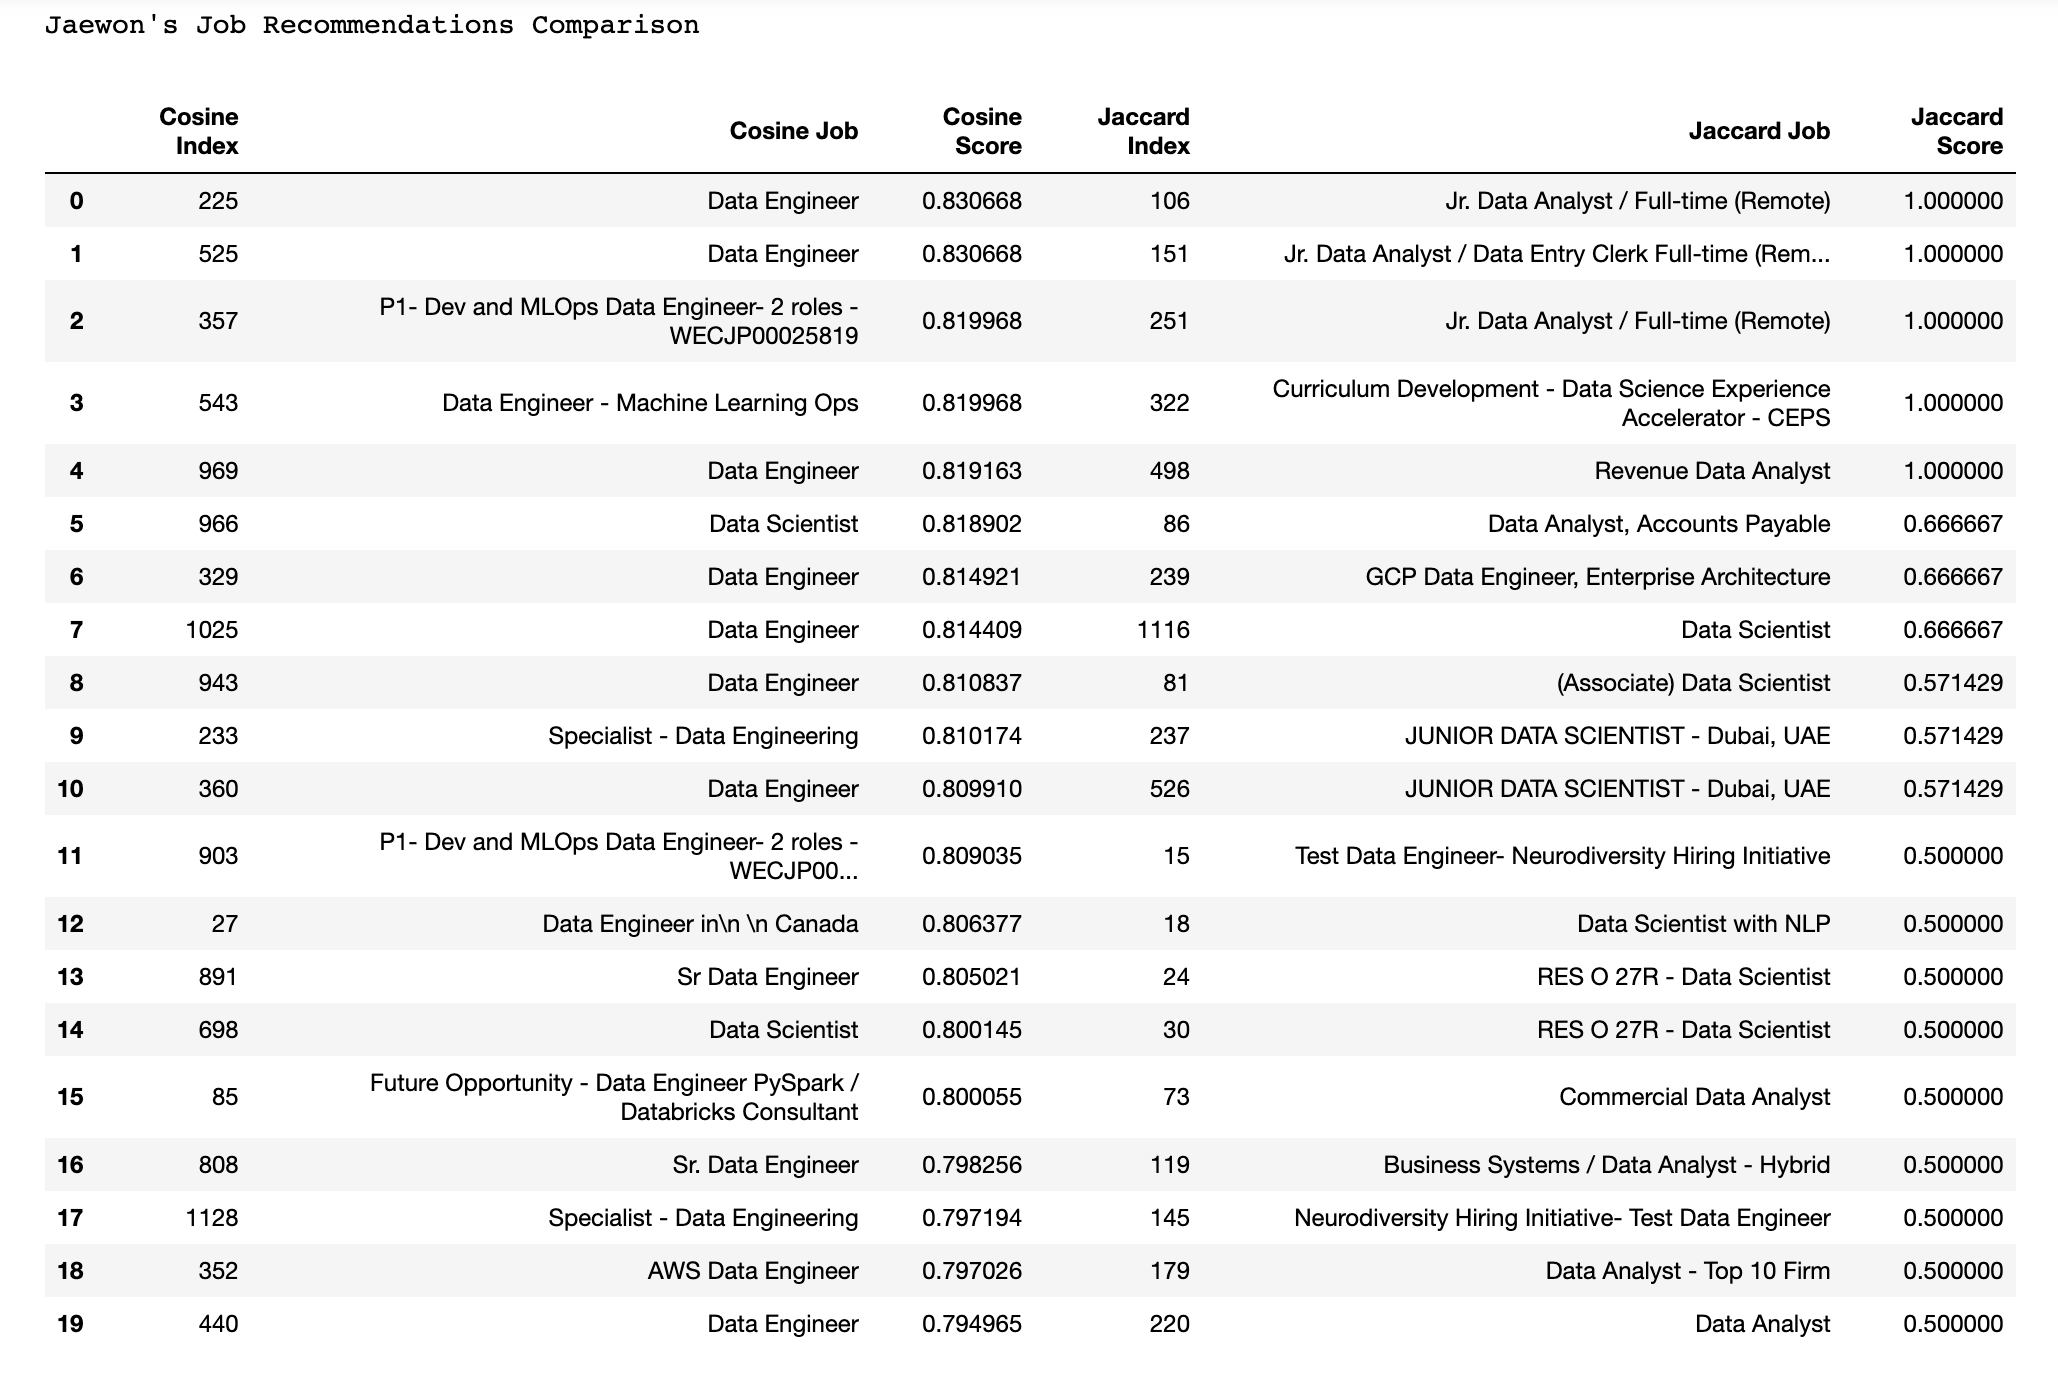 Jaewon's Job Recommendations Comparison
Cosine Index Cosine Job Cosine Score Jaccard Index Jaccard Job Jaccard Score
0 225 Data Engineer 0.830668 106 Jr. Data Analyst / Full-time (Remote) 1.000000
1 525 Data Engineer 0.830668 151 Jr. Data Analyst / Data Entry Clerk Full-time (Rem... 1.000000
2 357 P1- Dev and MLOps Data Engineer- 2 roles - WECJP00025819 0.819968 251 Jr. Data Analyst / Full-time (Remote) 1.000000
3 543 Data Engineer - Machine Learning Ops 0.819968 322 Curriculum Development - Data Science Experience Accelerator - CEPS 1.000000
4 969 Data Engineer 0.819163 498 Revenue Data Analyst 1.000000
5 966 Data Scientist 0.818902 86 Data Analyst, Accounts Payable 0.666667
6 329 Data Engineer 0.814921 239 GCP Data Engineer, Enterprise Architecture 0.666667
7 1025 Data Engineer 0.814409 1116 Data Scientist 0.666667
8 943 Data Engineer 0.810837 81 (Associate) Data Scientist 0.571429
9 233 Specialist - Data Engineering 0.810174 237 JUNIOR DATA SCIENTIST - Dubai, UAE 0.571429
10 360 Data Engineer 0.809910 526 JUNIOR DATA SCIENTIST - Dubai, UAE 0.571429
11 903 P1- Dev and MLOps Data Engineer- 2 roles - WECJP00... 0.809035 15 Test Data Engineer- Neurodiversity Hiring Initiative 0.500000
12 27 Data Engineer in\n \n Canada 0.806377 18 Data Scientist with NLP 0.500000
13 891 Sr Data Engineer 0.805021 24 RES O 27R - Data Scientist 0.500000
14 698 Data Scientist 0.800145 30 RES O 27R - Data Scientist 0.500000
15 85 Future Opportunity - Data Engineer PySpark / Databricks Consultant 0.800055 73 Commercial Data Analyst 0.500000
16 808 Sr. Data Engineer 0.798256 119 Business Systems / Data Analyst - Hybrid 0.500000
17 1128 Specialist - Data Engineering 0.797194 145 Neurodiversity Hiring Initiative- Test Data Engineer 0.500000
18 352 AWS Data Engineer 0.797026 179 Data Analyst - Top 10 Firm 0.500000
19 440 Data Engineer 0.794965 220 Data Analyst 0.500000